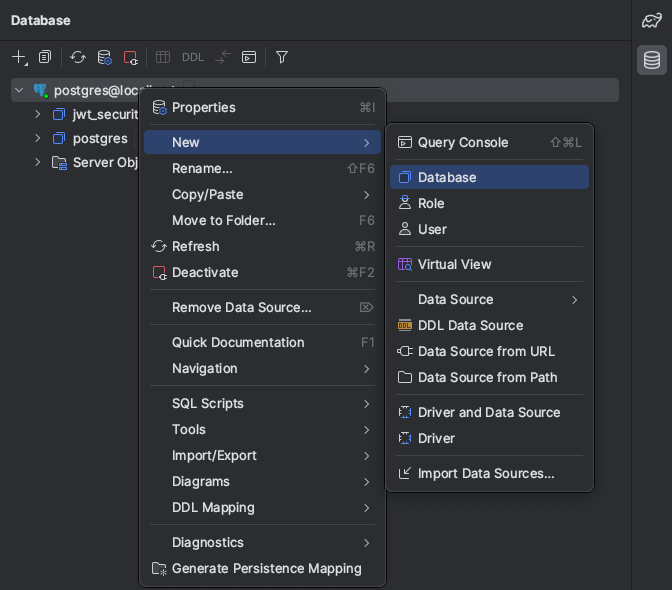 Database
DDL
postgres@local
Properties ⌘I
jwt_securit
New
Query Console ⇧⌘L
postgres
Rename... ⇧F6
Database
Server Obj
Copy/Paste
Role
Move to Folder... F6
User
Refresh ⌘R
Virtual View
Deactivate ⌘F2
Data Source
Remove Data Source... ⌦
DDL Data Source
Quick Documentation F1
Data Source from URL
Navigation
Data Source from Path
SQL Scripts
Driver and Data Source
Tools
Driver
Import/Export
Import Data Sources...
Diagrams
DDL Mapping
Diagnostics
Generate Persistence Mapping